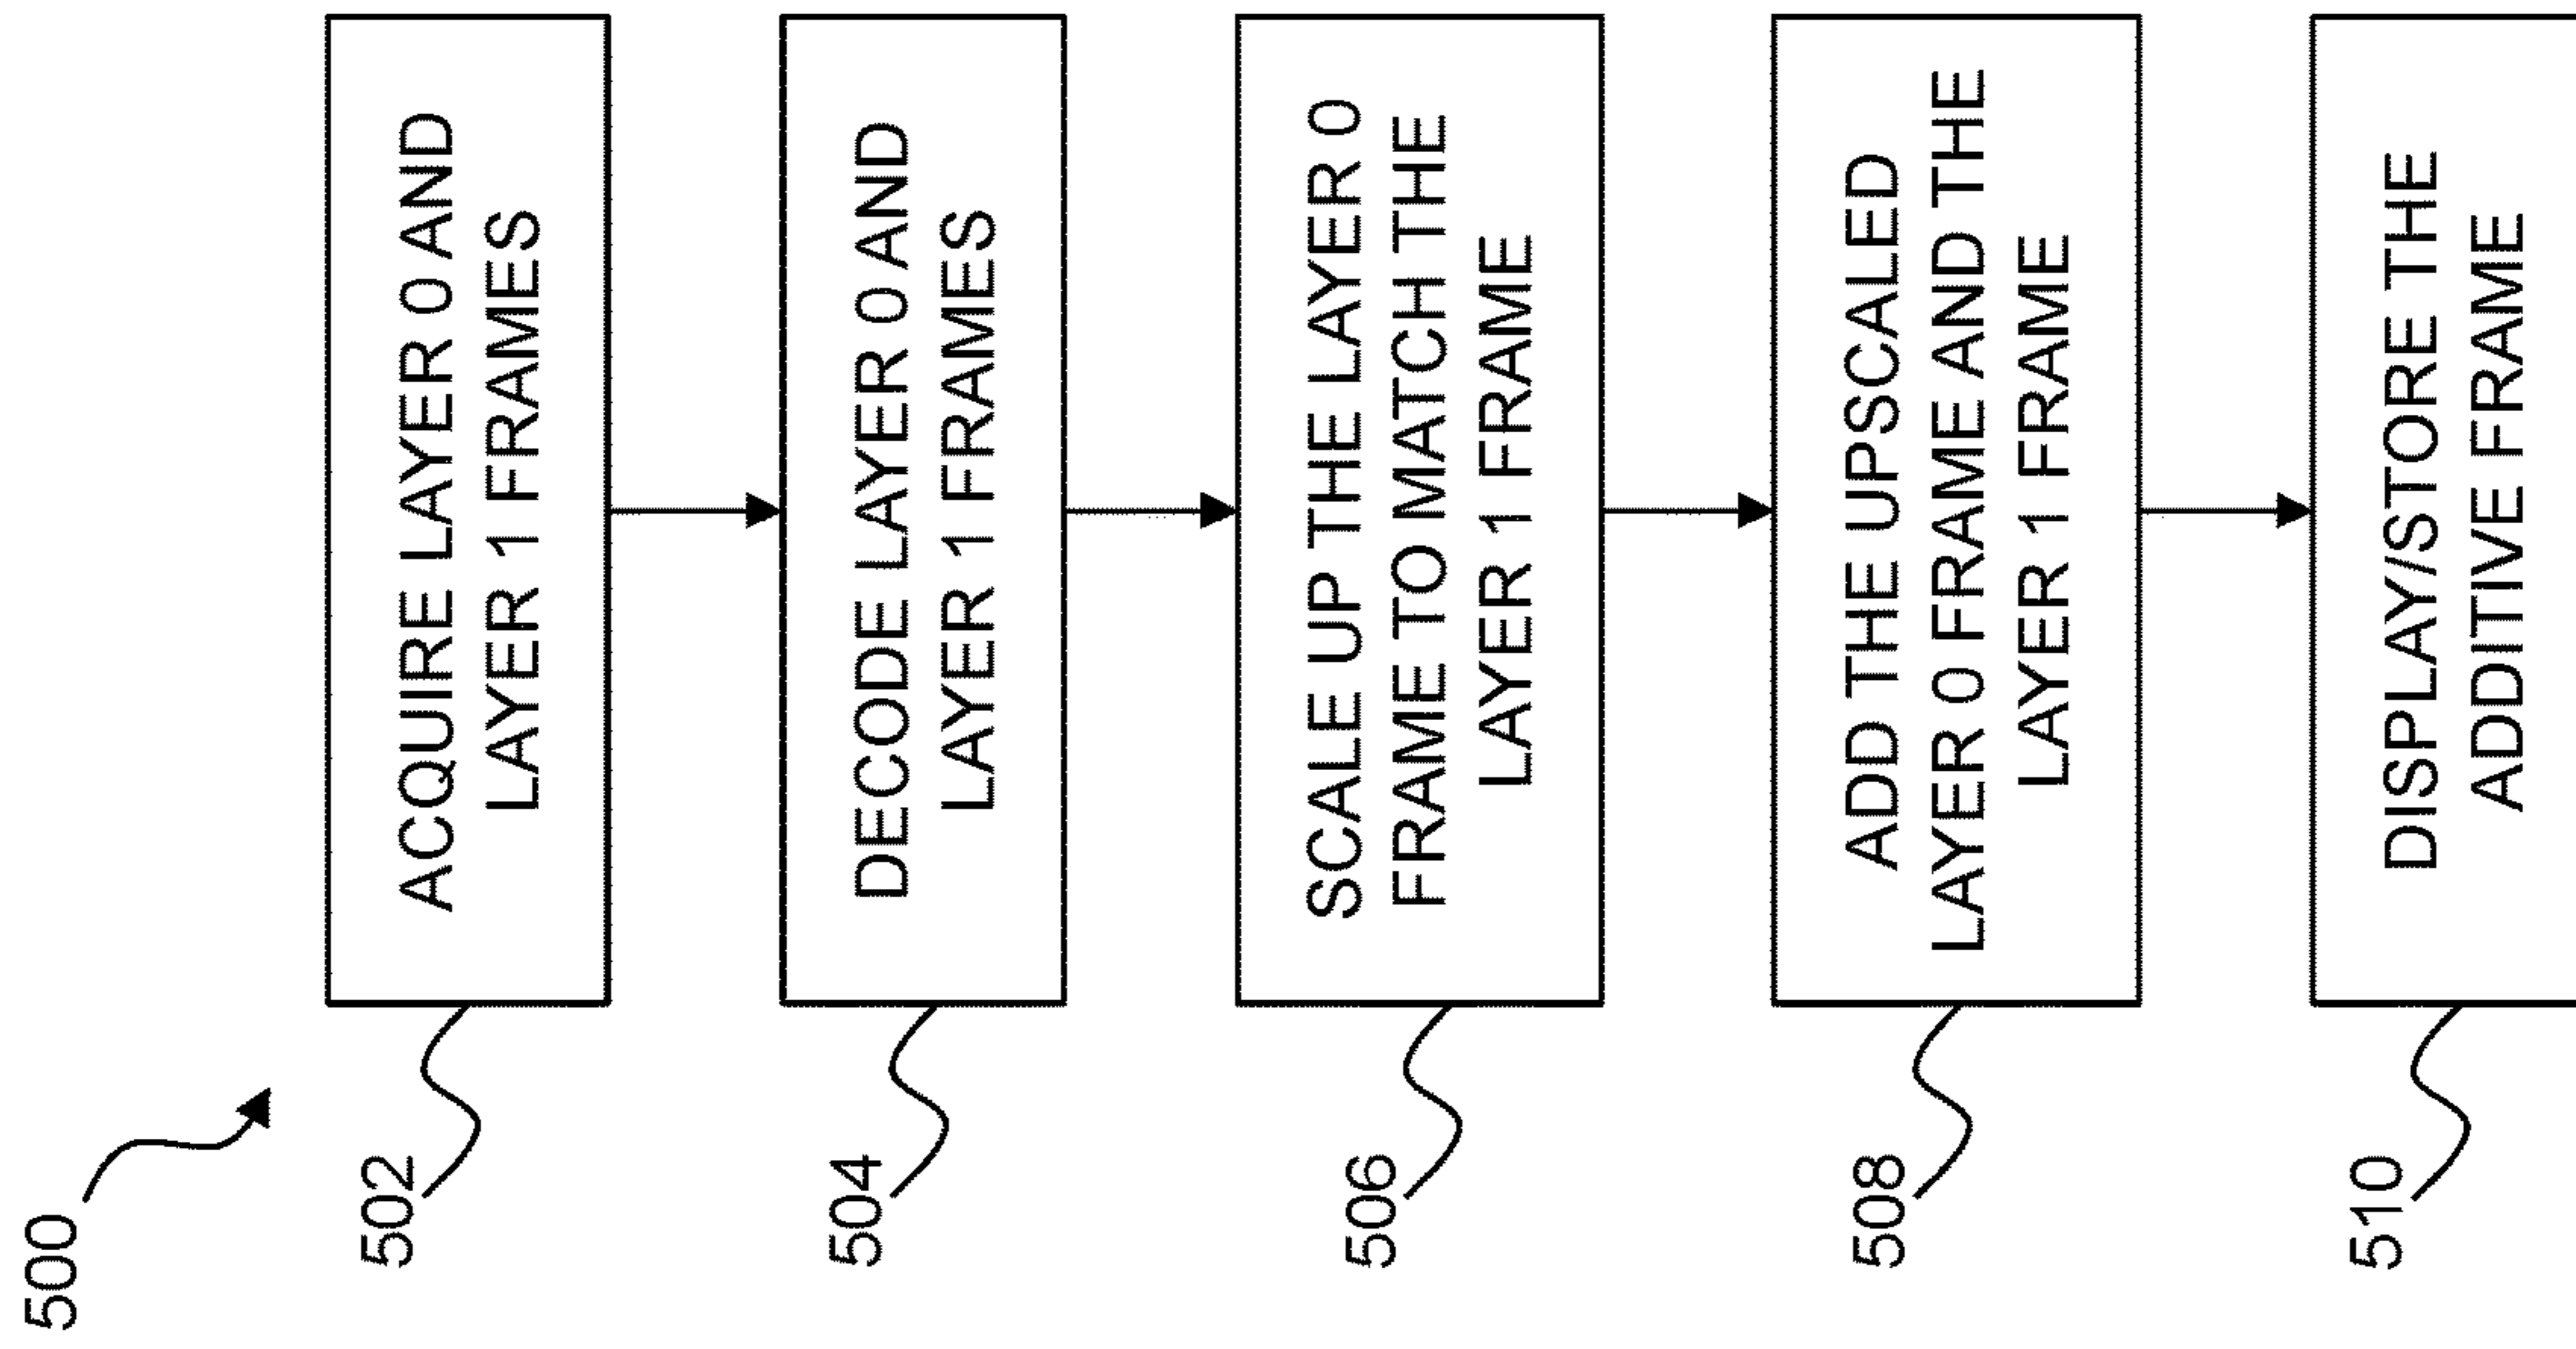 500
502
ACQUIRE LAYER 0 AND
LAYER 1 FRAMES
504
DECODE LAYER 0 AND
LAYER 1 FRAMES
506
SCALE UP THE LAYER 0
FRAME TO MATCH THE
LAYER 1 FRAME
508
ADD THE UPSCALED
LAYER 0 FRAME AND THE
LAYER 1 FRAME
510
DISPLAY/STORE THE
ADDITIVE FRAME